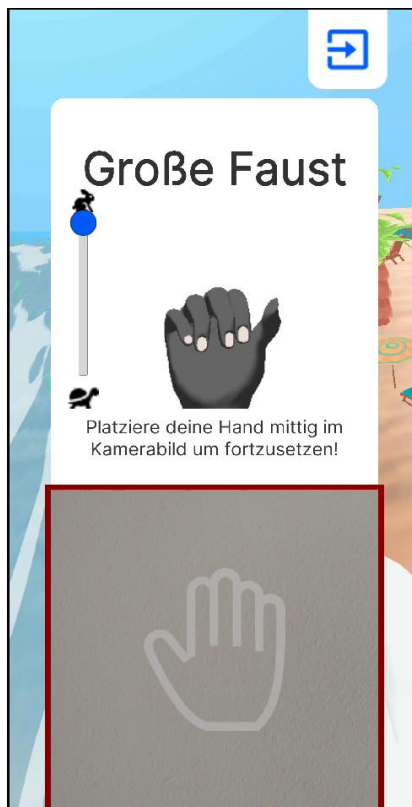 Große Faust
Platziere deine Hand mittig im
Kamerabild um fortzusetzen!